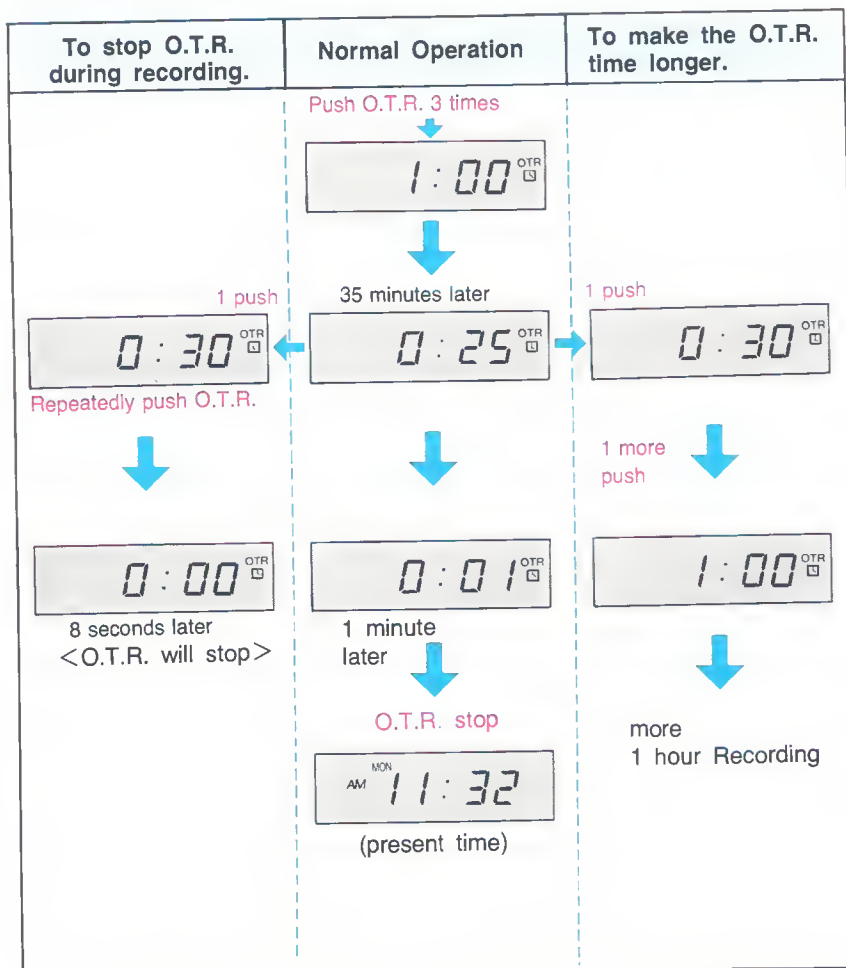 To stop O.T.R.
during recording.
Normal Operation
To make the O.T.R.
time longer.
Push O.T.R. 3 times
1:00 OTR
1 push
35 minutes later
1 push
0:30 OTR
0:25 OTR
0:30 OTR
Repeatedly push O.T.R.
1 more
push
0:00 OTR
0:01 OTR
1:00 OTR
8 seconds later
<O.T.R. will stop>
1 minute
later
O.T.R. stop
more
1 hour Recording
AM MON 11:32
(present time)